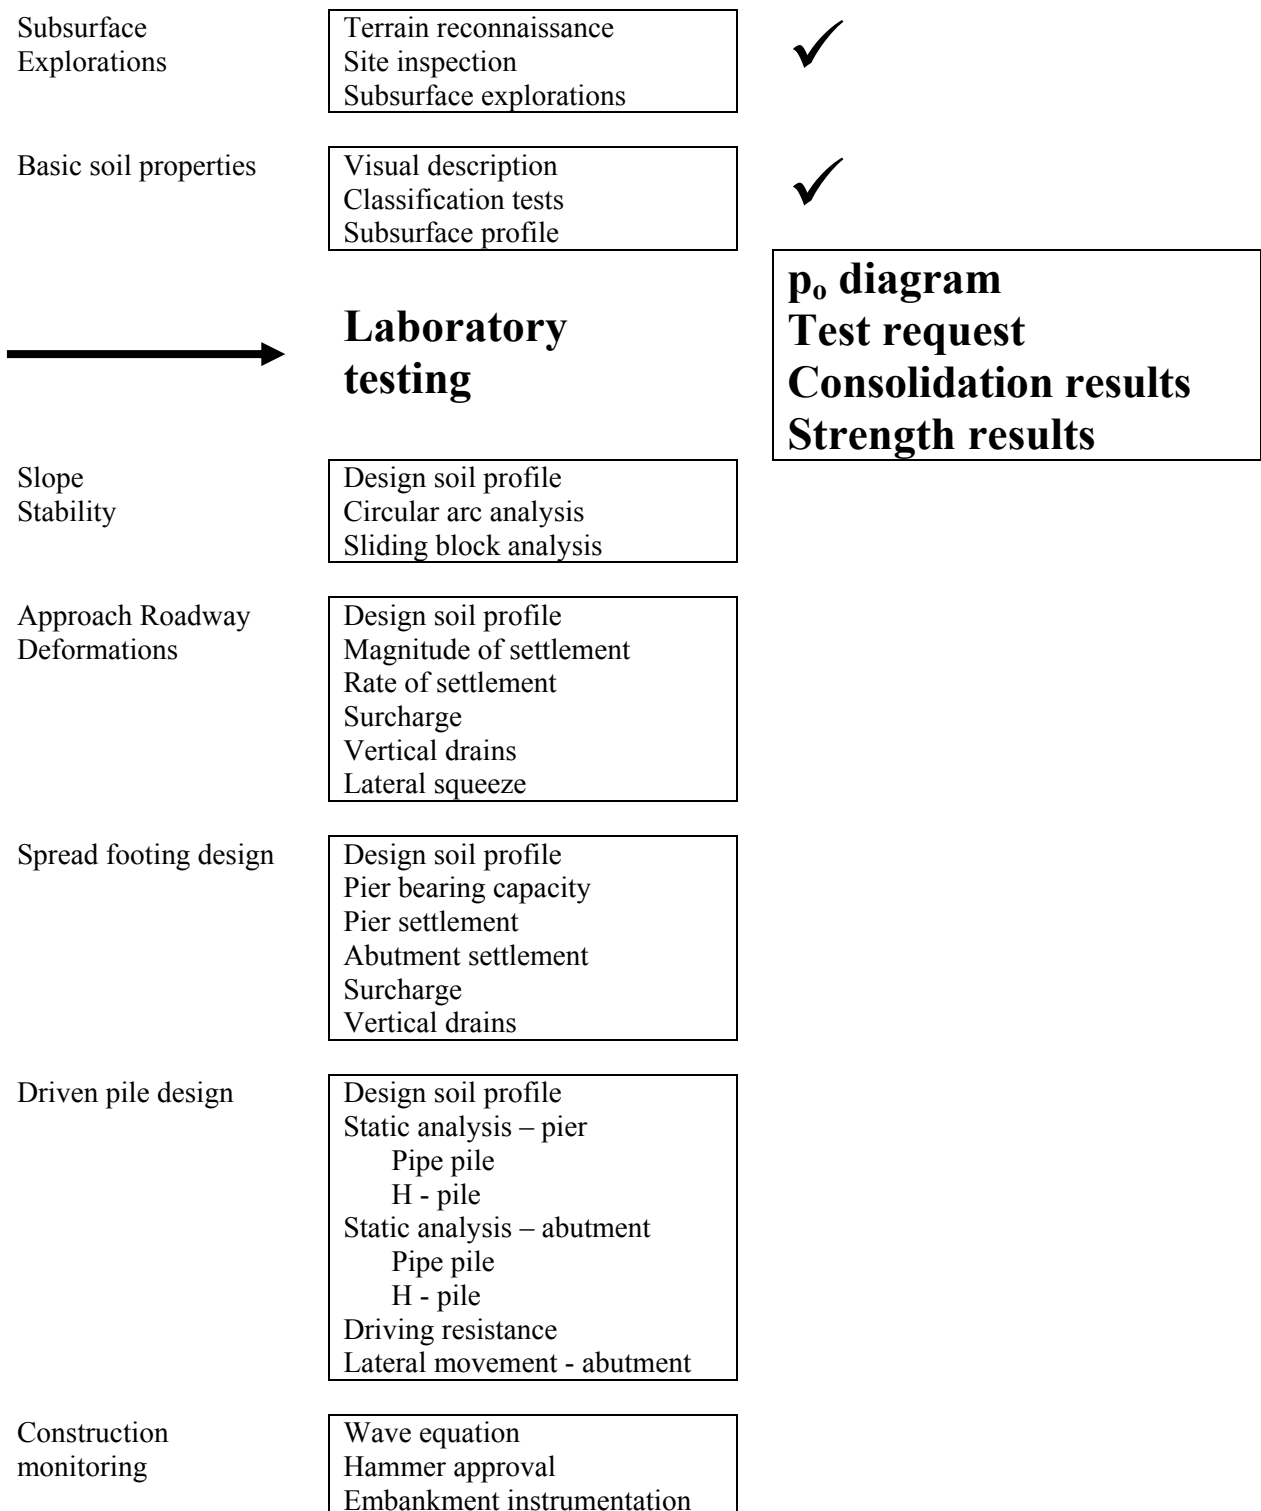 Subsurface
Explorations
Terrain reconnaissance
Site inspection
Subsurface explorations
✓
Basic soil properties
Visual description
Classification tests
Subsurface profile
✓
Laboratory
testing
pₒ diagram
Test request
Consolidation results
Strength results
Slope
Stability
Design soil profile
Circular arc analysis
Sliding block analysis
Approach Roadway
Deformations
Design soil profile
Magnitude of settlement
Rate of settlement
Surcharge
Vertical drains
Lateral squeeze
Spread footing design
Design soil profile
Pier bearing capacity
Pier settlement
Abutment settlement
Surcharge
Vertical drains
Driven pile design
Design soil profile
Static analysis – pier
Pipe pile
H - pile
Static analysis – abutment
Pipe pile
H - pile
Driving resistance
Lateral movement - abutment
Construction
monitoring
Wave equation
Hammer approval
Embankment instrumentation